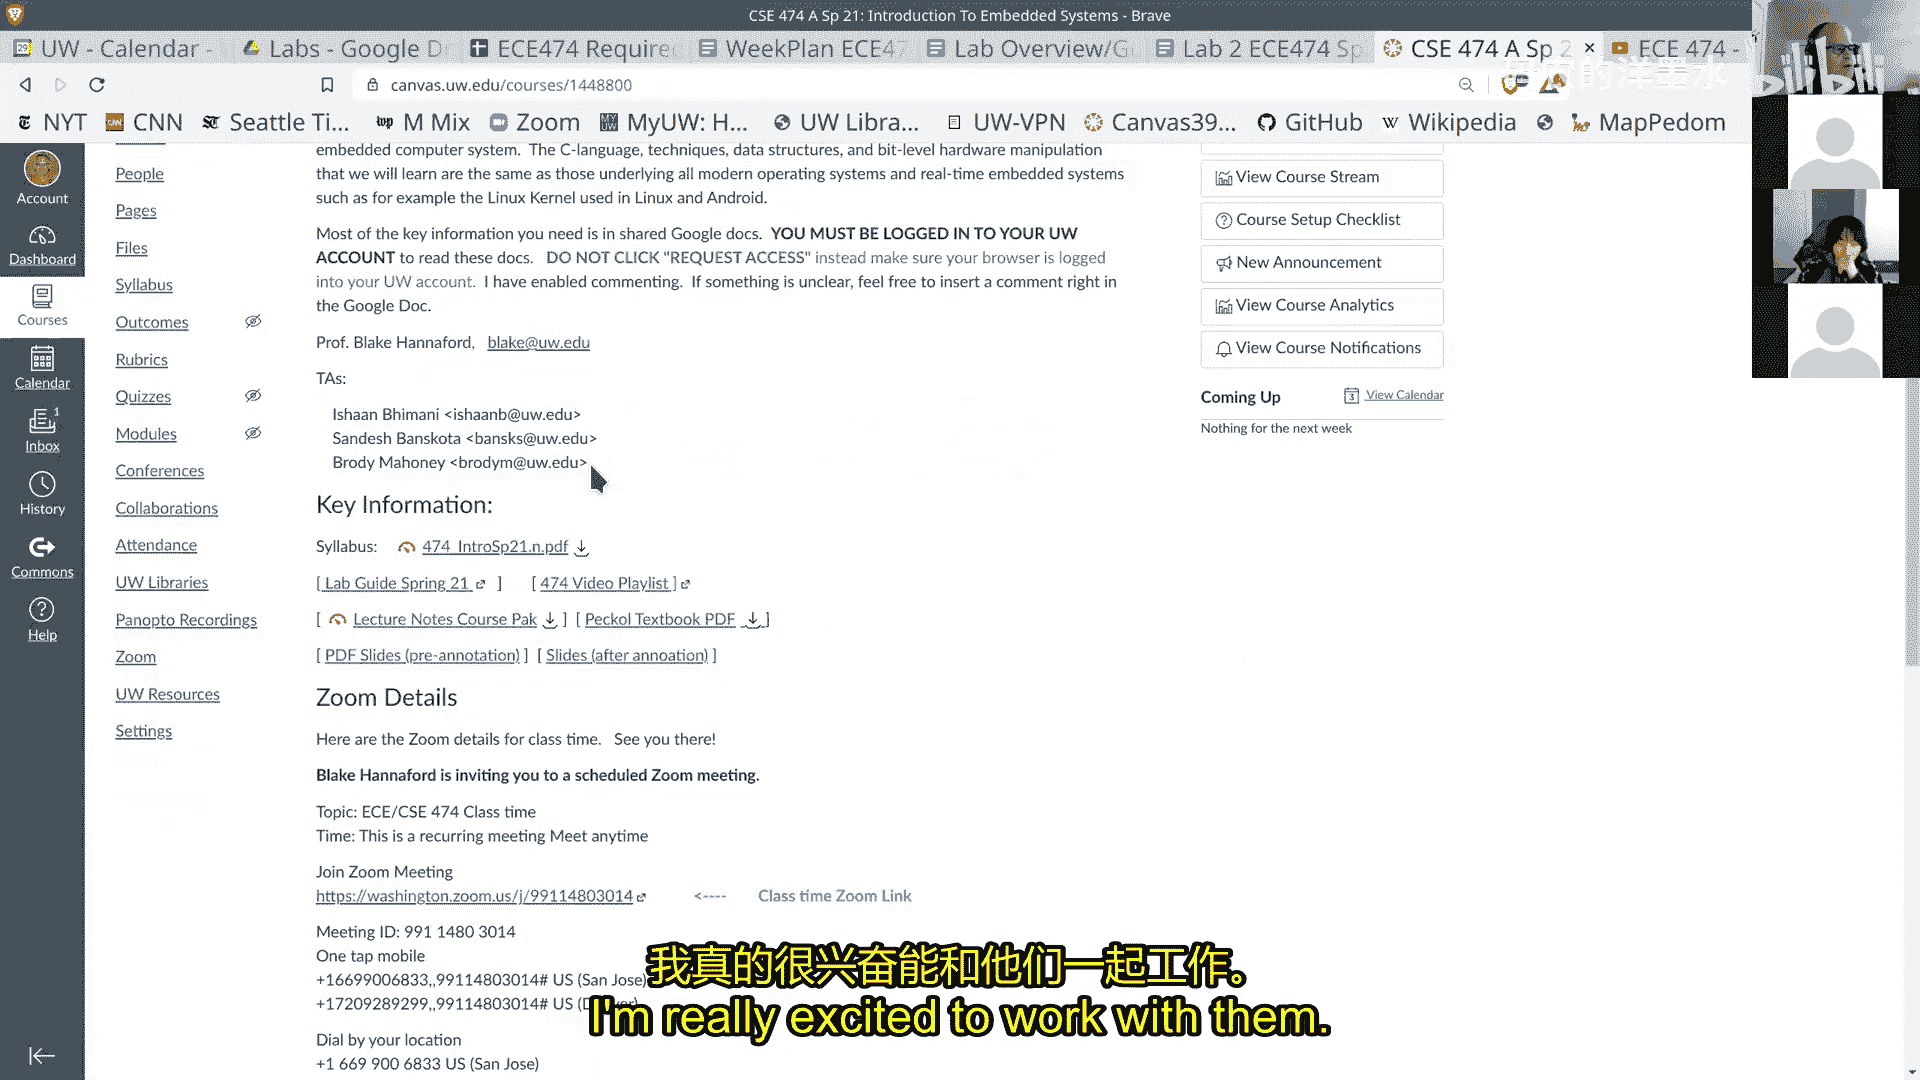 CSE 474 A Sp 21: Introduction To Embedded Systems - Brave
UW - Calendar -
Labs - Google D
ECE474 Require
WeekPlan ECE47
Lab Overview/G
Lab 2 ECE474 Sp
CSE 474 A Sp 2
ECE 474 -
canvas.uw.edu/courses/1448800
的洋墨水
bilibili
NYT
CNN
Seattle Ti...
M Mix
Zoom
MyUW: H...
UW Libra...
UW-VPN
Canvas39...
GitHub
Wikipedia
MapPedom
Account
Dashboard
Courses
Calendar
1
Inbox
History
Commons
Help
People
Pages
Files
Syllabus
Outcomes
Rubrics
Quizzes
Modules
Conferences
Collaborations
Attendance
UW Libraries
Panopto Recordings
Zoom
UW Resources
Settings
embedded computer system. The C-language, techniques, data structures, and bit-level hardware manipulation
that we will learn are the same as those underlying all modern operating systems and real-time embedded systems
such as for example the Linux Kernel used in Linux and Android.
Most of the key information you need is in shared Google docs. YOU MUST BE LOGGED IN TO YOUR UW
ACCOUNT to read these docs. DO NOT CLICK "REQUEST ACCESS" instead make sure your browser is logged
into your UW account. I have enabled commenting. If something is unclear, feel free to insert a comment right in
the Google Doc.
Prof. Blake Hannaford, blake@uw.edu
TAs:
Ishaan Bhimani <ishaanb@uw.edu>
Sandesh Banskota <bansks@uw.edu>
Brody Mahoney <brodym@uw.edu>
Key Information:
Syllabus: 474_IntroSp21.n.pdf
[ Lab Guide Spring 21 ] [ 474 Video Playlist ]
[ Lecture Notes Course Pak ] [ Peckol Textbook PDF ]
[ PDF Slides (pre-annotation) ] [ Slides (after annoation) ]
Zoom Details
Here are the Zoom details for class time. See you there!
Blake Hannaford is inviting you to a scheduled Zoom meeting.
Topic: ECE/CSE 474 Class time
Time: This is a recurring meeting Meet anytime
Join Zoom Meeting
https://washington.zoom.us/j/99114803014 <---- Class time Zoom Link
Meeting ID: 991 1480 3014
One tap mobile
+16699006833,,99114803014# US (San Jose)
+17209289299,,99114803014# US
Dial by your location
+1 669 900 6833 US (San Jose)
View Course Stream
Course Setup Checklist
New Announcement
View Course Analytics
View Course Notifications
Coming Up
3
View Calendar
Nothing for the next week
我真的很兴奋能和他们一起工作。
I'm really excited to work with them.